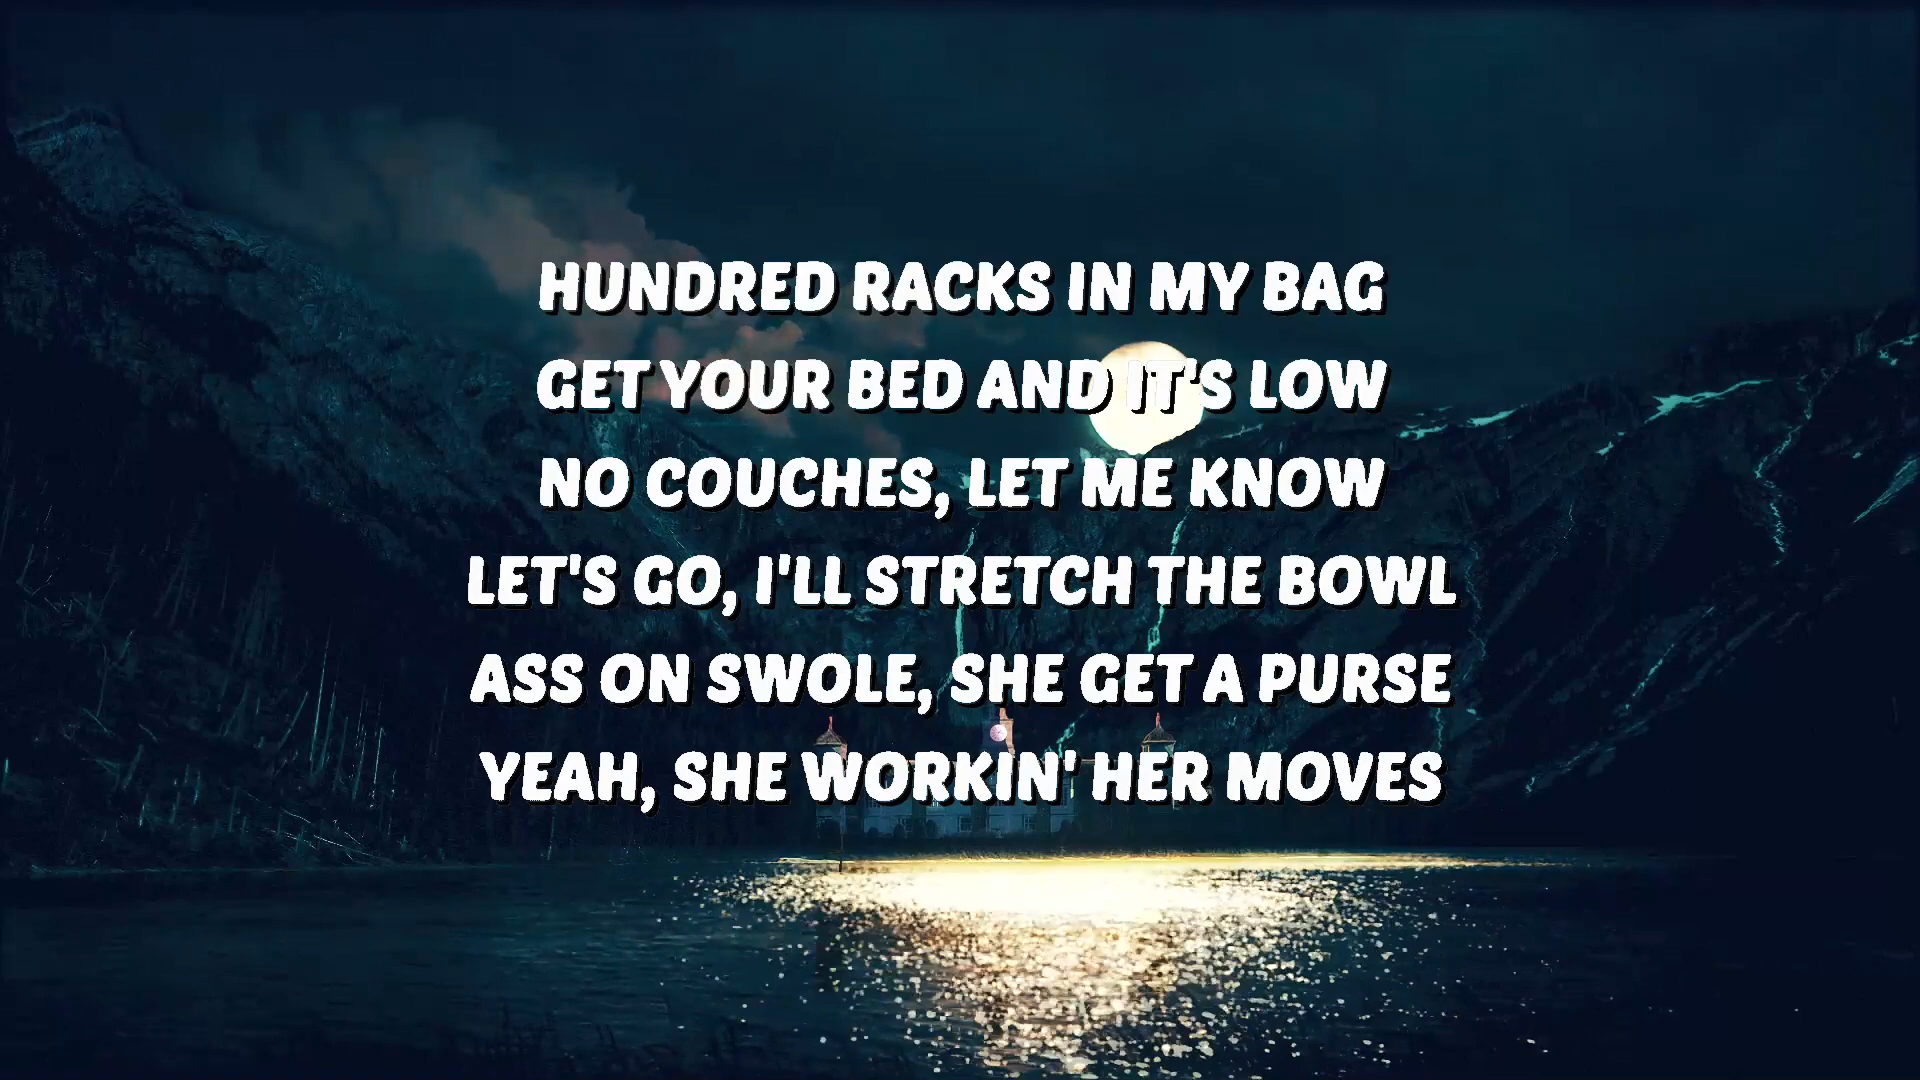 HUNDRED RACKS IN MY BAG
GET YOUR BED AND IT'S LOW
NO COUCHES, LET ME KNOW
LET'S GO, I'LL STRETCH THE BOWL
ASS ON SWOLE, SHE GET A PURSE
YEAH, SHE WORKIN' HER MOVES